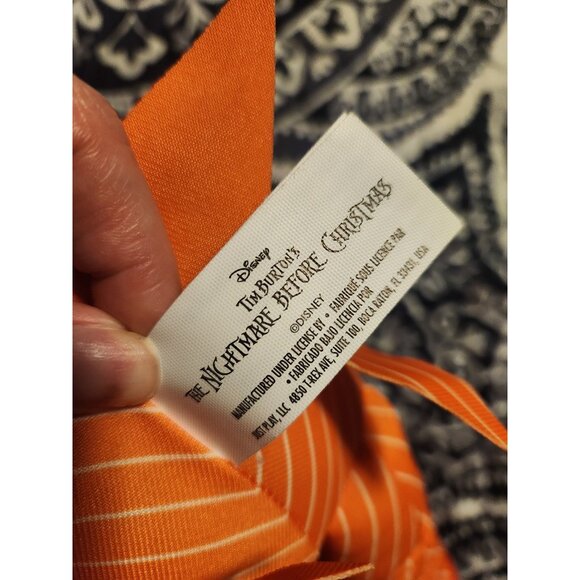 Disney
TIM BURTON'S
THE NIGHTMARE BEFORE CHRISTMAS
©DISNEY
MANUFACTURED UNDER LICENSE BY • FABRIQUÉ SOUS LICENCE PAR
• FABRICADO BAJO LICENCIA POR
JUST PLAY, LLC 4850 T-REX AVE, SUITE 100, BOCA RATON, FL 33431, USA